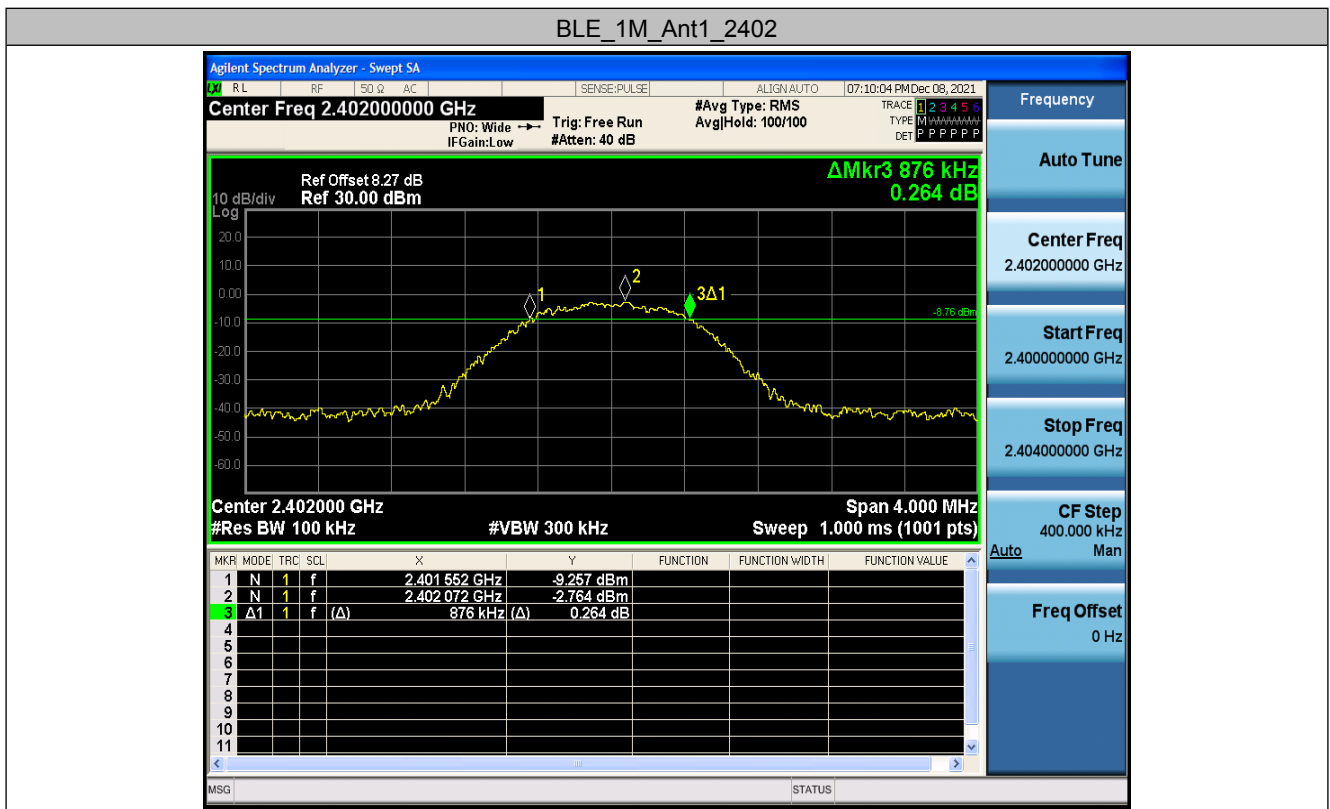 BLE_1M_Ant1_2402
Agilent Spectrum Analyzer - Swept SA
LXI RL RF 50 Ω AC SENSE:PULSE ALIGN AUTO 07:10:04 PM Dec 08, 2021
Center Freq 2.402000000 GHz
PNO: Wide
IFGain:Low
Trig: Free Run
#Atten: 40 dB
#Avg Type: RMS
Avg|Hold: 100/100
TRACE 1 2 3 4 5 6
TYPE M WWWWW
DET P P P P P P
ΔMkr3 876 kHz
0.264 dB
Ref Offset 8.27 dB
10 dB/div Ref 30.00 dBm
Log
20.0
10.0
0.00
-10.0
-20.0
-30.0
-40.0
-50.0
-60.0
1
2
3Δ1
-8.76 dBm
Center 2.402000 GHz Span 4.000 MHz
#Res BW 100 kHz #VBW 300 kHz Sweep 1.000 ms (1001 pts)
MKR MODE TRC SCL X Y FUNCTION FUNCTION WIDTH FUNCTION VALUE
1 N 1 f 2.401 552 GHz -9.257 dBm
2 N 1 f 2.402 072 GHz -2.764 dBm
3 Δ1 1 f (Δ) 876 kHz (Δ) 0.264 dB
4
5
6
7
8
9
10
11
MSG STATUS
Frequency
Auto Tune
Center Freq
2.402000000 GHz
Start Freq
2.400000000 GHz
Stop Freq
2.404000000 GHz
CF Step
400.000 kHz
Auto Man
Freq Offset
0 Hz